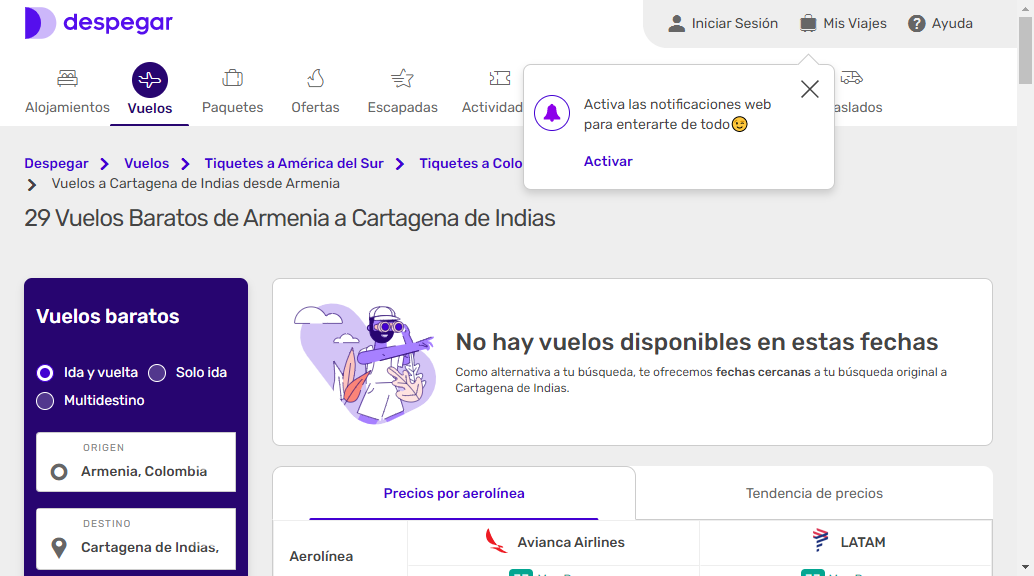 despegar
Iniciar Sesión
Mis Viajes
Ayuda
Alojamientos
Vuelos
Paquetes
Ofertas
Escapadas
Actividad
aslados
Activa las notificaciones web
para enterarte de todo😉
Activar
Despegar
Vuelos
Tiquetes a América del Sur
Tiquetes a Colo
Vuelos a Cartagena de Indias desde Armenia
29 Vuelos Baratos de Armenia a Cartagena de Indias
Vuelos baratos
Ida y vuelta
Solo ida
Multidestino
ORIGEN
Armenia, Colombia
DESTINO
Cartagena de Indias,
No hay vuelos disponibles en estas fechas
Como alternativa a tu búsqueda, te ofrecemos fechas cercanas a tu búsqueda original a
Cartagena de Indias.
Precios por aerolínea
Tendencia de precios
Aerolínea
Avianca Airlines
LATAM